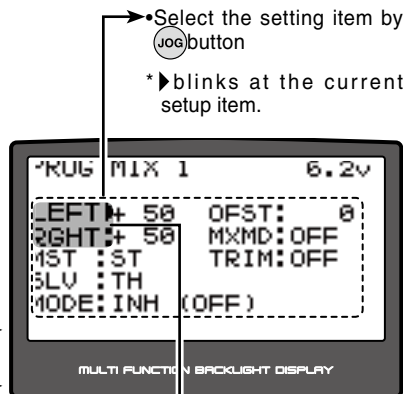 •Select the setting item by
JOG button
* ▶blinks at the current
setup item.
PROG MIX 1 6.2v
LEFT▶+ 50 OFST: 0
RGHT:+ 50 MXMD:OFF
MST :ST TRIM:OFF
SLV :TH
MODE:INH (OFF)
MULTI FUNCTION BACKLIGHT DISPLAY